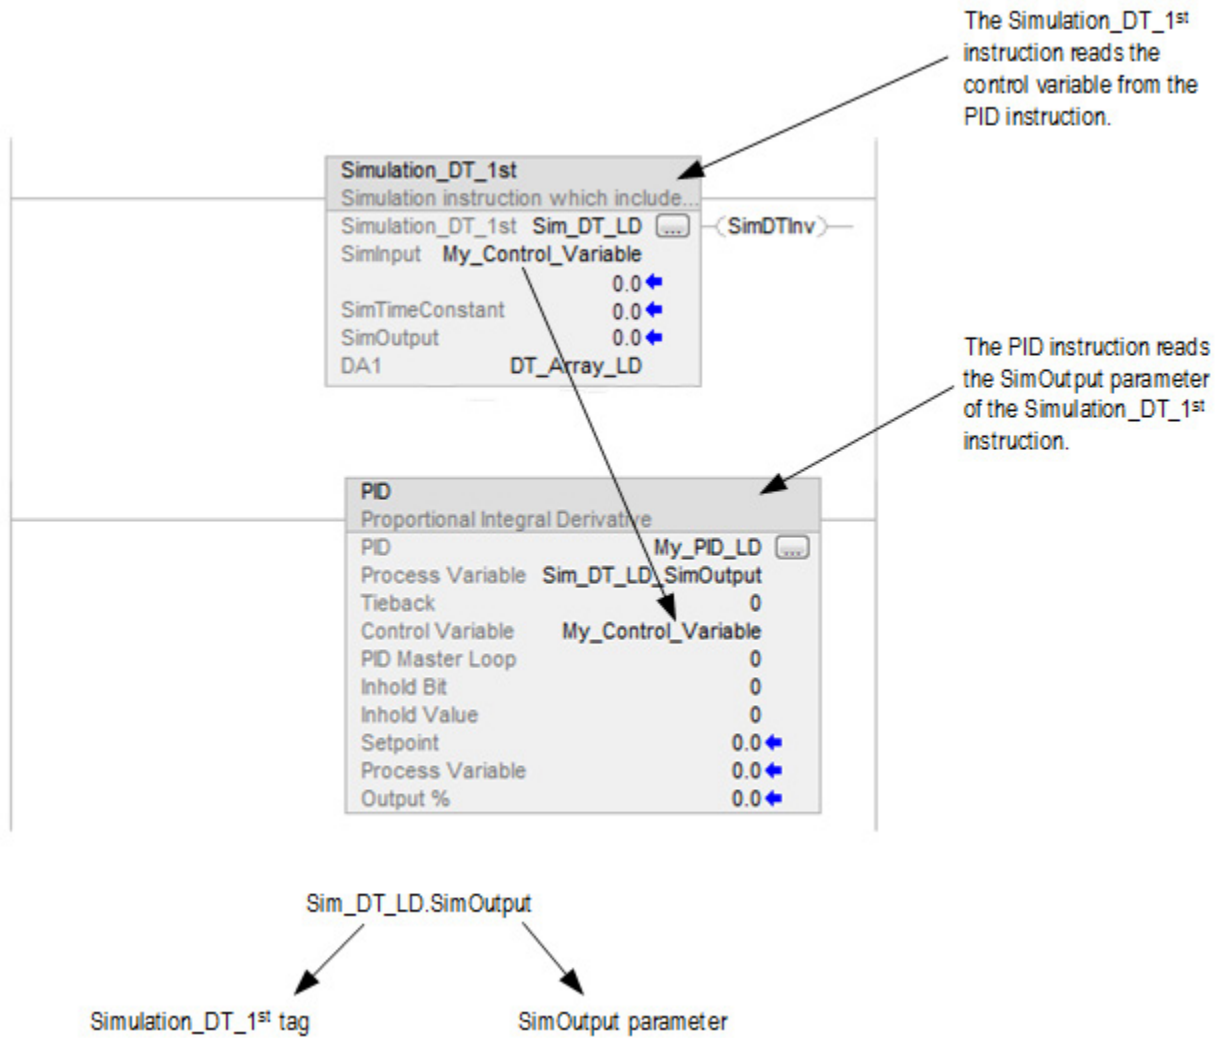 The Simulation_DT_1st
instruction reads the
control variable from the
PID instruction.
Simulation_DT_1st
Simulation instruction which include...
Simulation_DT_1st Sim_DT_LD ... SimDTInv
SimInput My_Control_Variable
0.0
SimTimeConstant 0.0
SimOutput 0.0
DA1 DT_Array_LD
The PID instruction reads
the SimOutput parameter
of the Simulation_DT_1st
instruction.
PID
Proportional Integral Derivative
PID My_PID_LD ...
Process Variable Sim_DT_LD_SimOutput
Tieback 0
Control Variable My_Control_Variable
PID Master Loop 0
Inhold Bit 0
Inhold Value 0
Setpoint 0.0
Process Variable 0.0
Output % 0.0
Sim_DT_LD.SimOutput
Simulation_DT_1st tag
SimOutput parameter